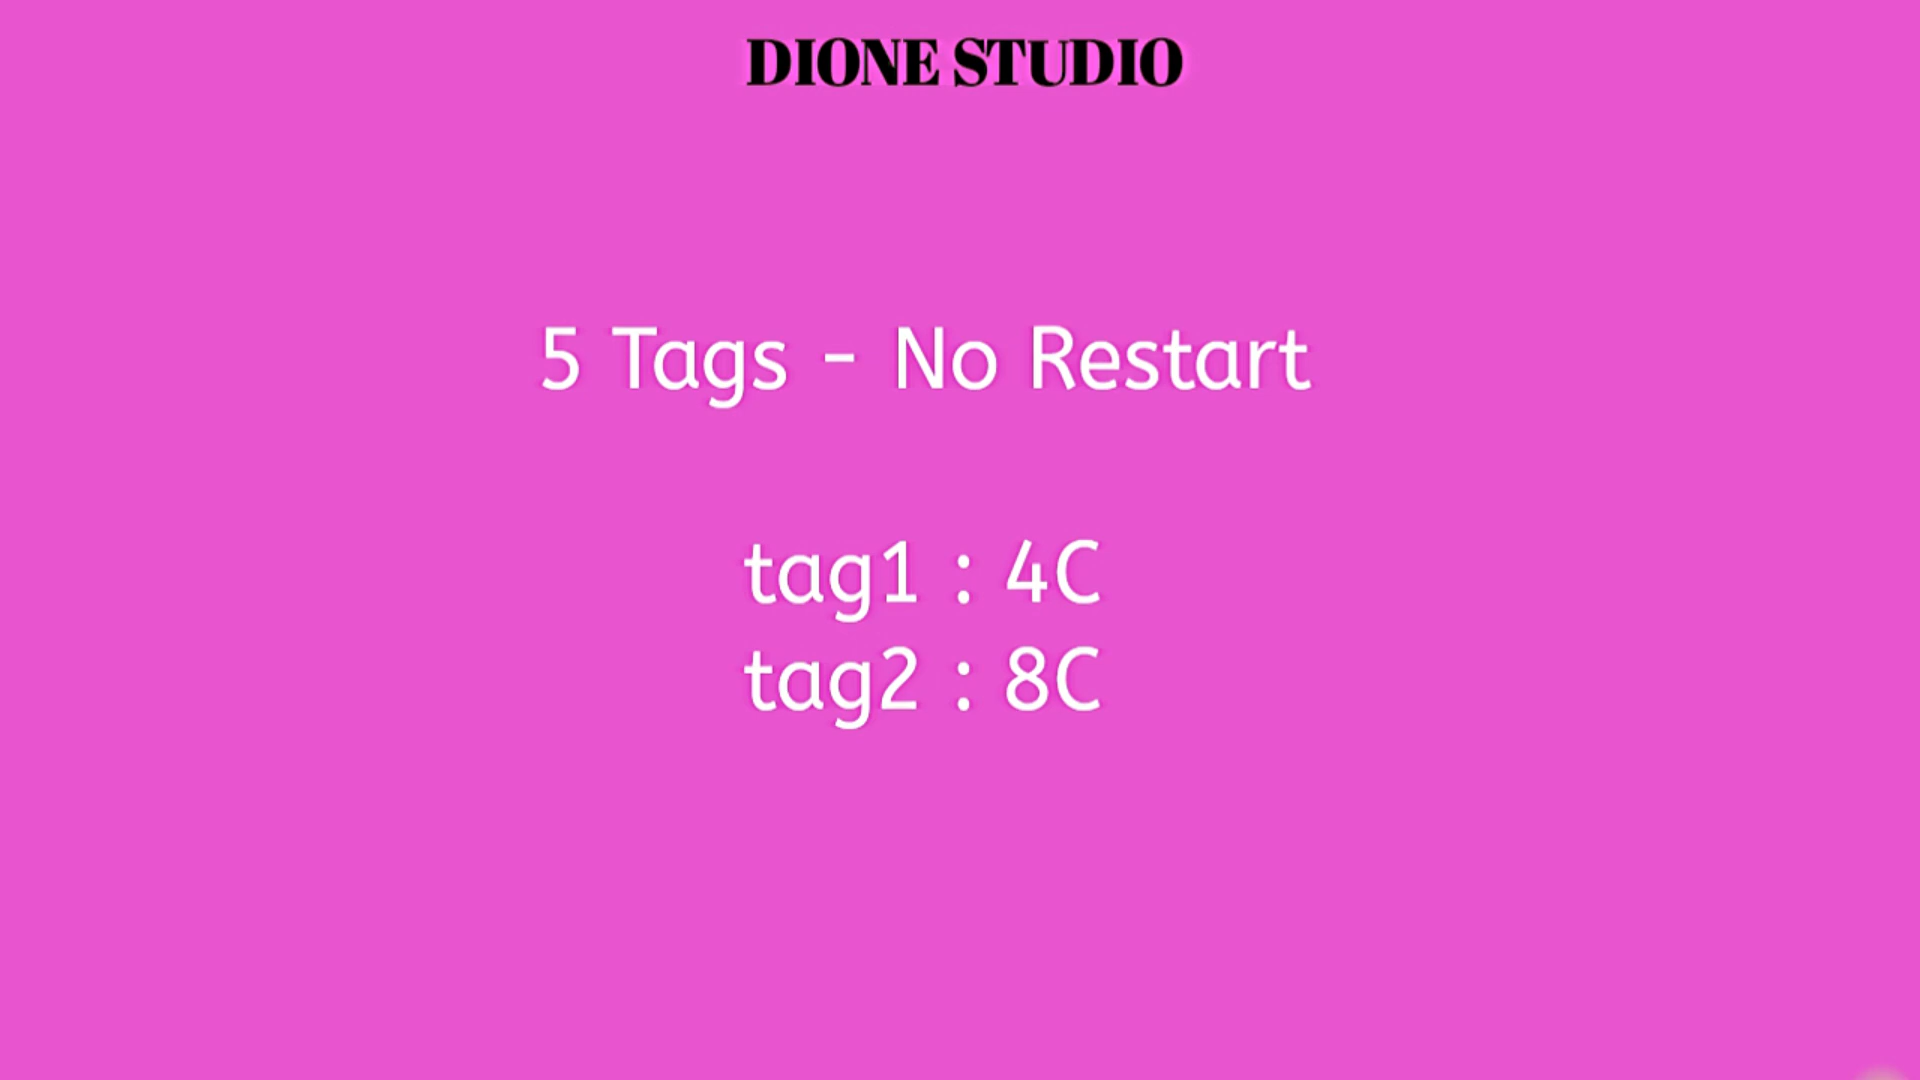 DIONE STUDIO
5 Tags - No Restart
tag1 : 4C
tag2 : 8C